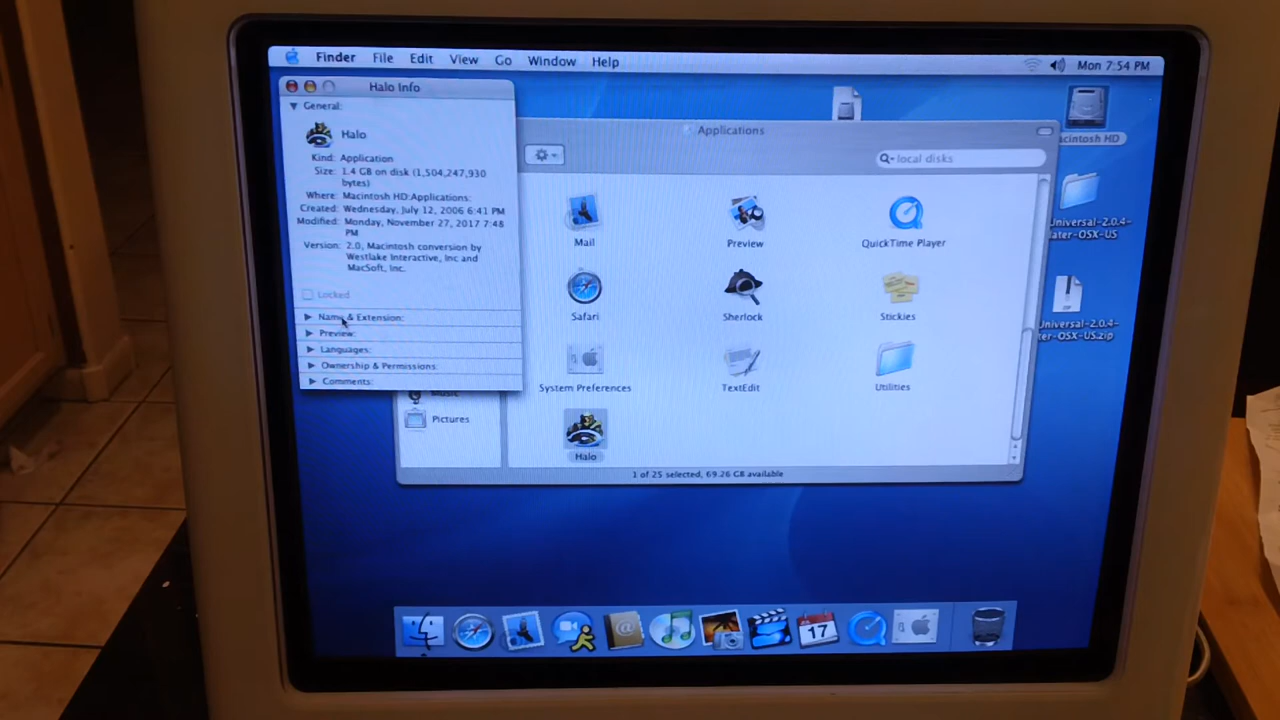 Finder File Edit View Go Window Help Mon 7:54 PM
Halo Info
General:
Halo
Kind: Application
Size: 1.4 GB on disk (1,504,247,930
bytes)
Where: Macintosh HD:Applications:
Created: Wednesday, July 12, 2006 6:41 PM
Modified: Monday, November 27, 2017 7:48
PM
Version: 2.0, Macintosh conversion by
Westlake Interactive, Inc and
MacSoft, Inc.
Locked
Name & Extension:
Preview:
Languages:
Ownership & Permissions:
Comments:
Applications
local disks
Mail Preview QuickTime Player
Safari Sherlock Stickies
System Preferences TextEdit Utilities
Halo
Music
Pictures
1 of 25 selected, 69.26 GB available
acintosh HD
Universal-2.0.4-
ater-OSX-US
Universal-2.0.4-
ater-OSX-US.zip
17